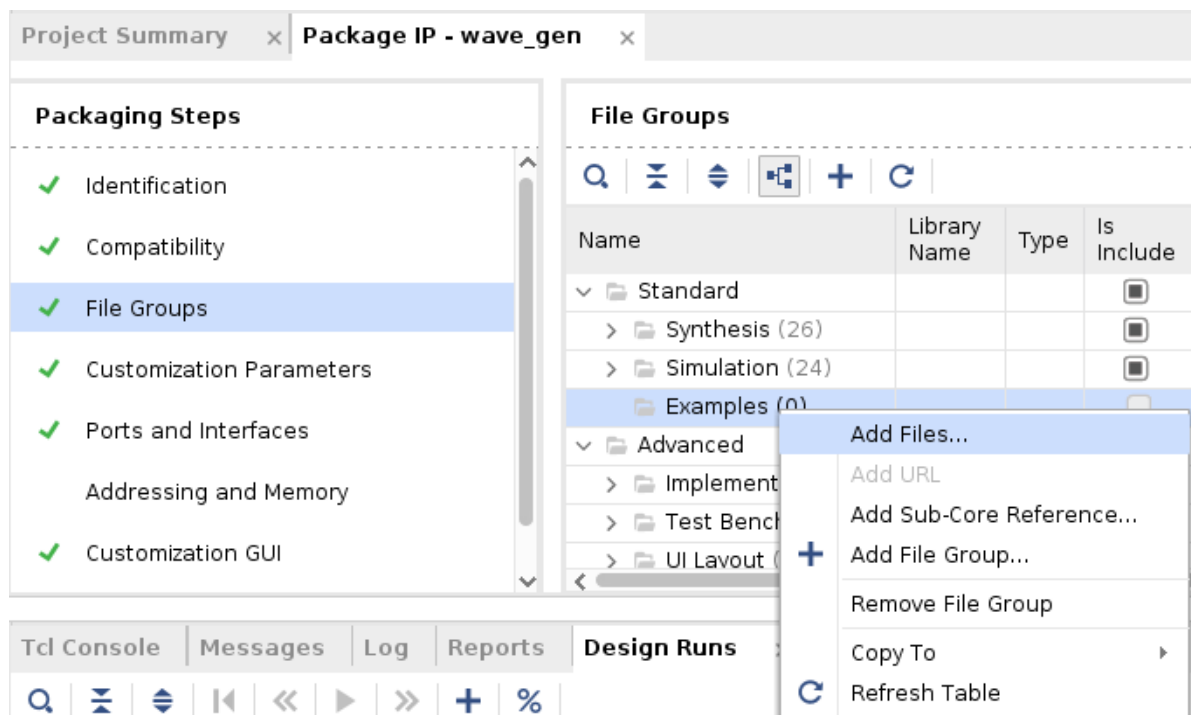 Project Summary × Package IP - wave_gen ×
Packaging Steps
Identification
Compatibility
File Groups
Customization Parameters
Ports and Interfaces
Addressing and Memory
Customization GUI
File Groups
Name Library Name Type Is Include
Standard
Synthesis (26)
Simulation (24)
Examples (0)
Advanced
Implement
Test Bench
UI Layout (
Add Files...
Add URL
Add Sub-Core Reference...
Add File Group...
Remove File Group
Copy To
Refresh Table
Tcl Console Messages Log Reports Design Runs
%